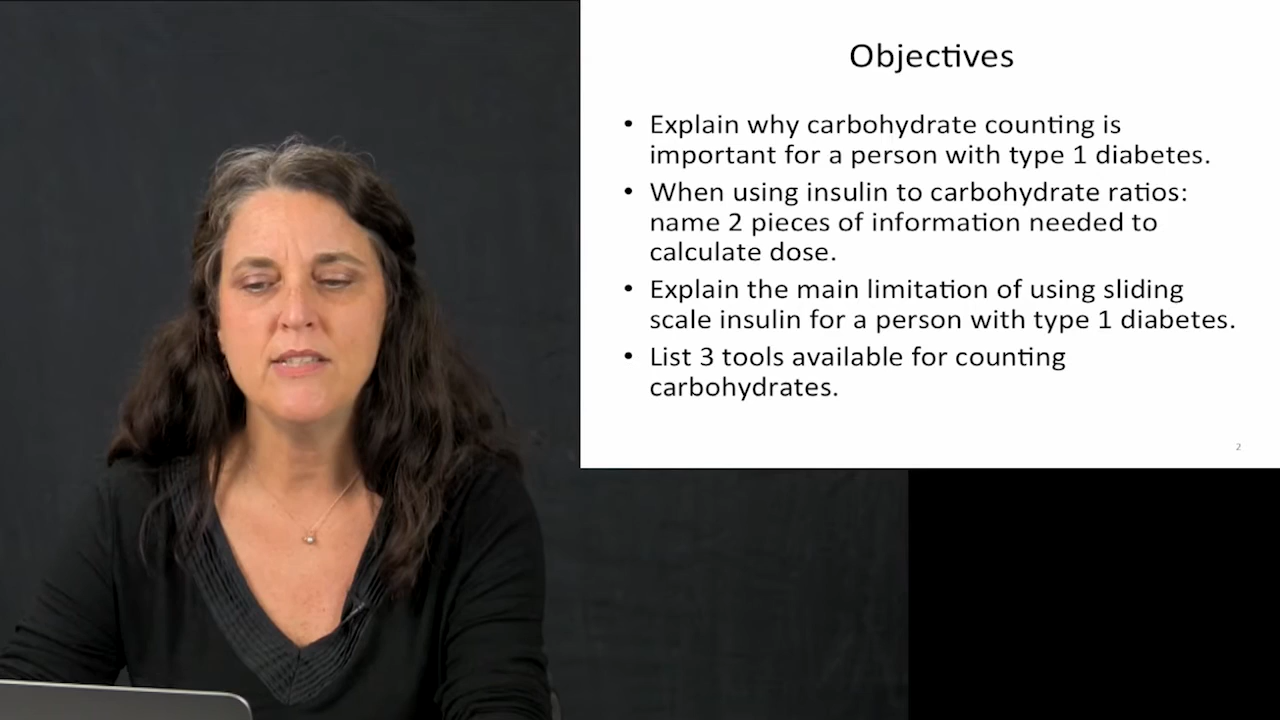 Objectives
• Explain why carbohydrate counting is
important for a person with type 1 diabetes.
• When using insulin to carbohydrate ratios:
name 2 pieces of information needed to
calculate dose.
• Explain the main limitation of using sliding
scale insulin for a person with type 1 diabetes.
• List 3 tools available for counting
carbohydrates.
2